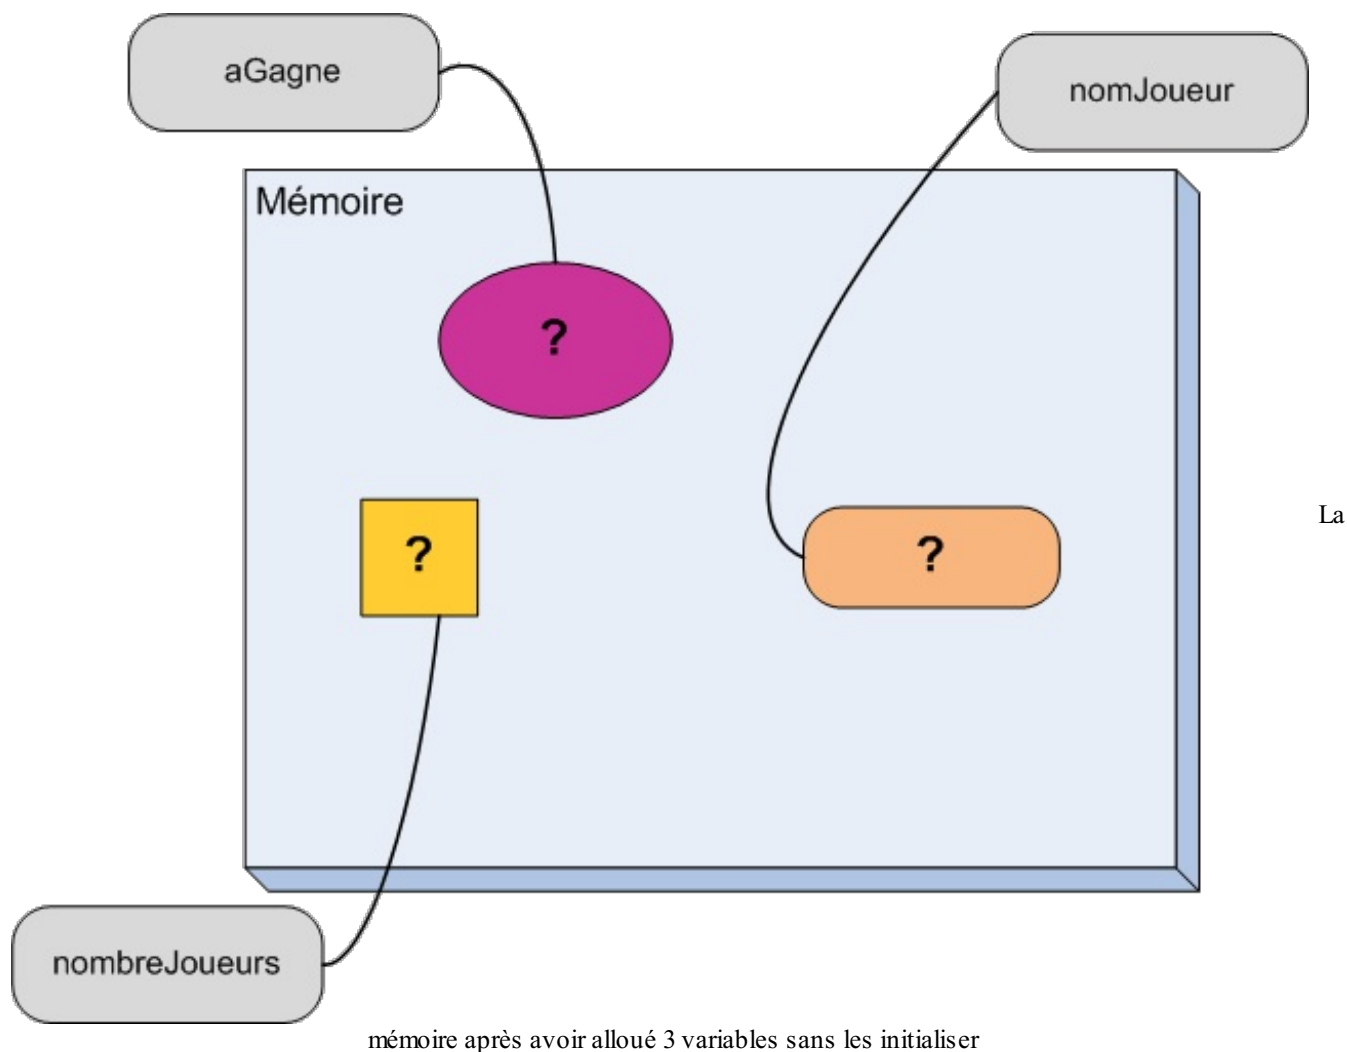 aGagne
nomJoueur
Mémoire
?
?
?
nombreJoueurs
La
mémoire après avoir alloué 3 variables sans les initialiser